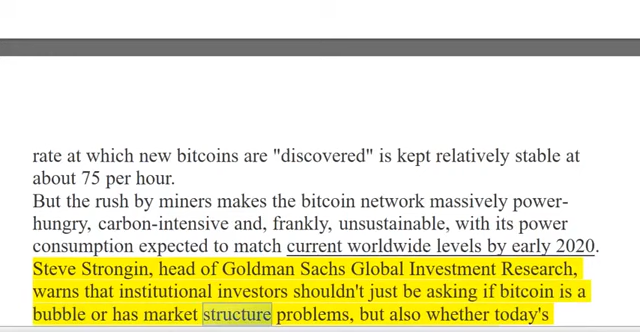 rate at which new bitcoins are "discovered" is kept relatively stable at
about 75 per hour.
But the rush by miners makes the bitcoin network massively power-
hungry, carbon-intensive and, frankly, unsustainable, with its power
consumption expected to match current worldwide levels by early 2020.
Steve Strongin, head of Goldman Sachs Global Investment Research,
warns that institutional investors shouldn't just be asking if bitcoin is a
bubble or has market structure problems, but also whether today's